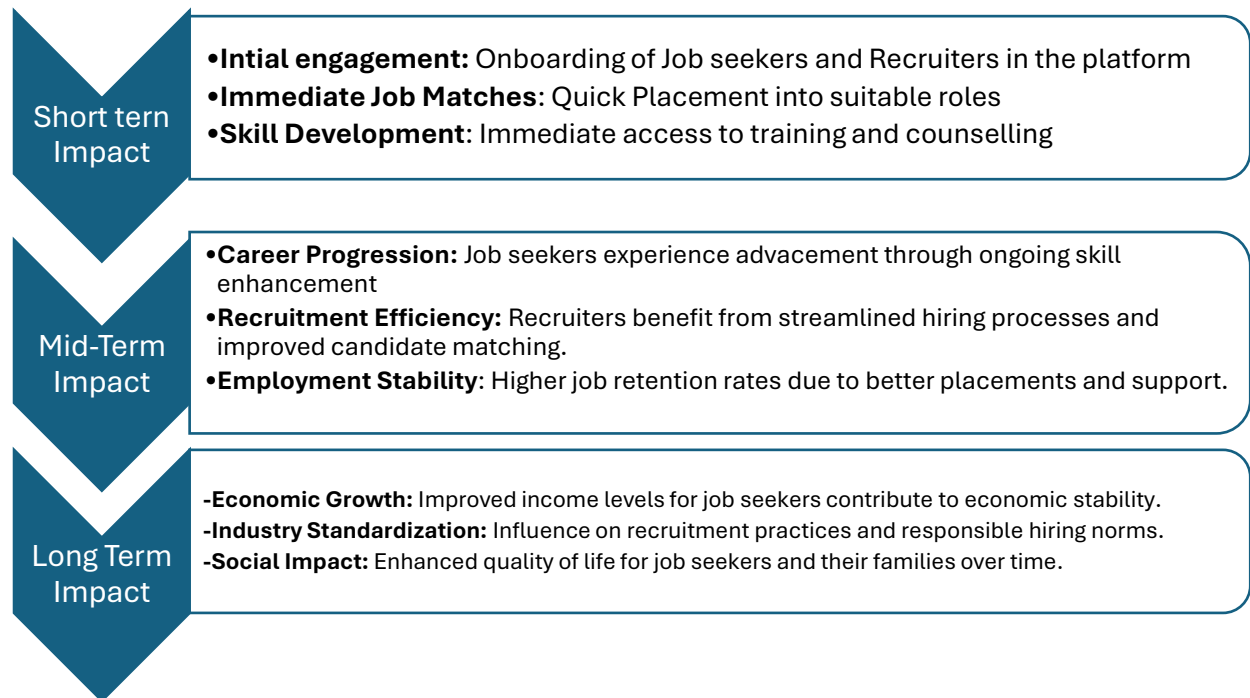 Short tern
Impact
•Intial engagement: Onboarding of Job seekers and Recruiters in the platform
•Immediate Job Matches: Quick Placement into suitable roles
•Skill Development: Immediate access to training and counselling
Mid-Term
Impact
•Career Progression: Job seekers experience advacement through ongoing skill
enhancement
•Recruitment Efficiency: Recruiters benefit from streamlined hiring processes and
improved candidate matching.
•Employment Stability: Higher job retention rates due to better placements and support.
Long Term
Impact
-Economic Growth: Improved income levels for job seekers contribute to economic stability.
-Industry Standardization: Influence on recruitment practices and responsible hiring norms.
-Social Impact: Enhanced quality of life for job seekers and their families over time.